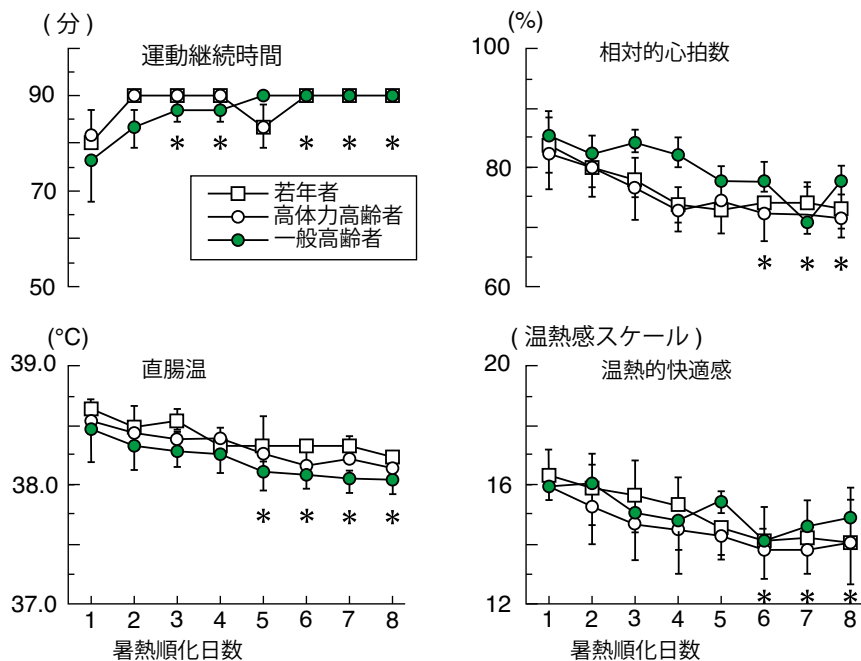 (分)
運動継続時間
90
70
50
* * * * *
若年者
高体力高齢者
一般高齢者
(%)
相対的心拍数
100
80
60
* * *
(°C)
直腸温
39.0
38.0
37.0
* * * *
1 2 3 4 5 6 7 8
暑熱順化日数
(温熱感スケール)
温熱的快適感
20
16
12
* * *
1 2 3 4 5 6 7 8
暑熱順化日数